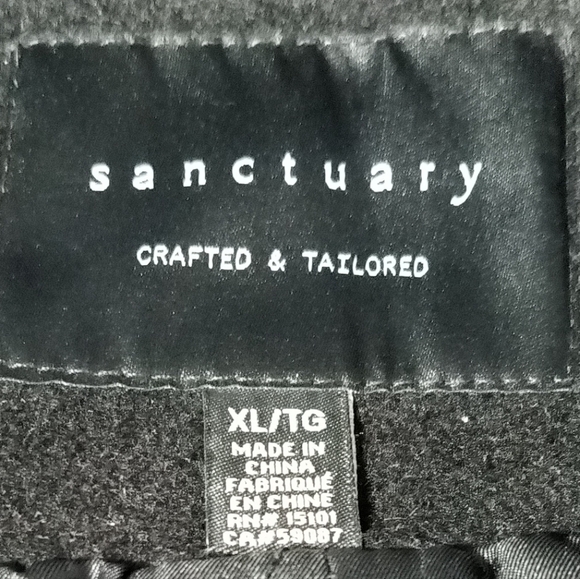 sanctuary
CRAFTED & TAILORED
XL/TG
MADE IN
CHINA
FABRIQUÉ
EN CHINE
RN# 15101
CA#59087